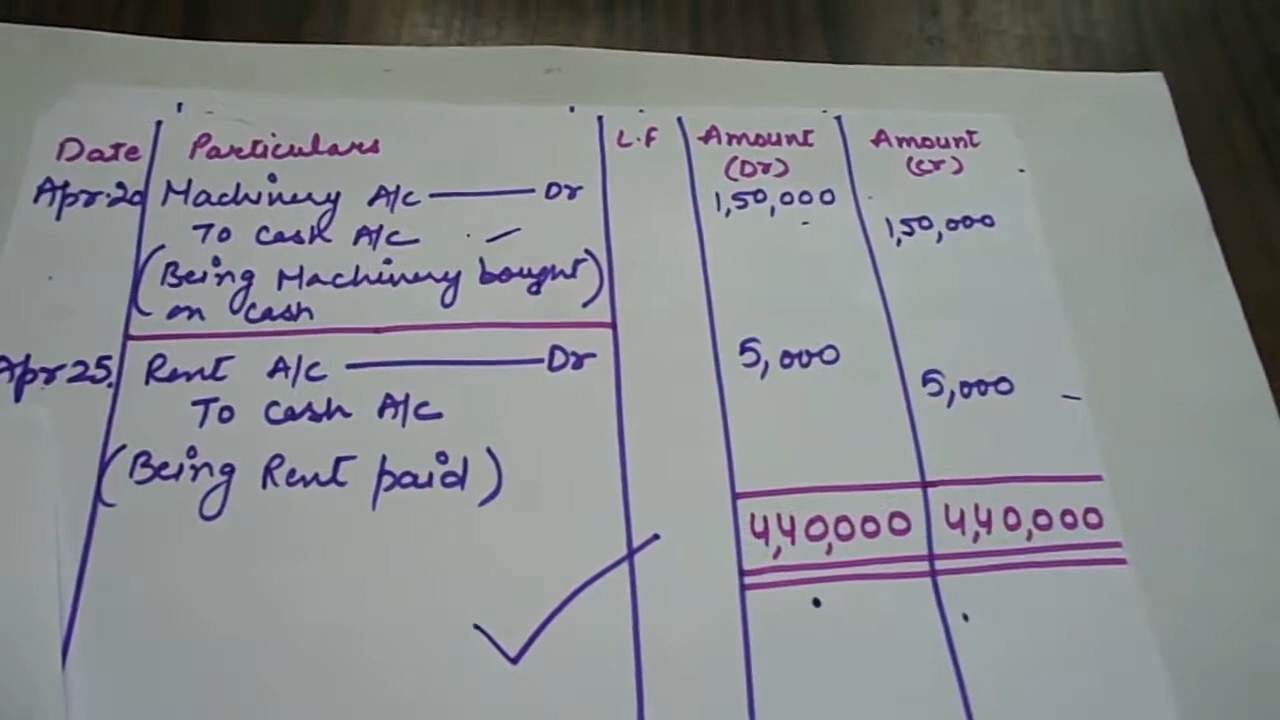 Date Particulars L.F Amount (Dr) Amount (Cr)
Apr.20 Machinery A/c Dr 1,50,000
To Cash A/c 1,50,000
(Being Machinery bought
on cash)
Apr 25. Rent A/c Dr 5,000
To Cash A/c 5,000
(Being Rent paid)
4,40,000 4,40,000